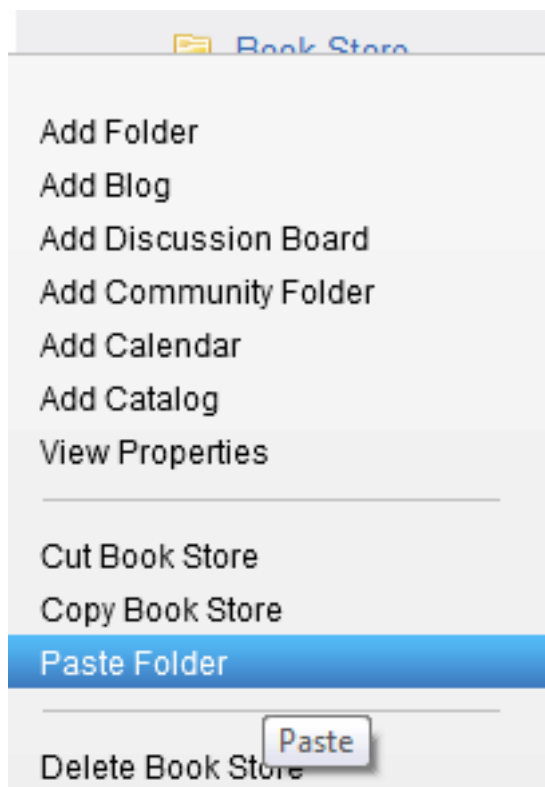 Book Store
Add Folder
Add Blog
Add Discussion Board
Add Community Folder
Add Calendar
Add Catalog
View Properties
Cut Book Store
Copy Book Store
Paste Folder
Paste
Delete Book Store